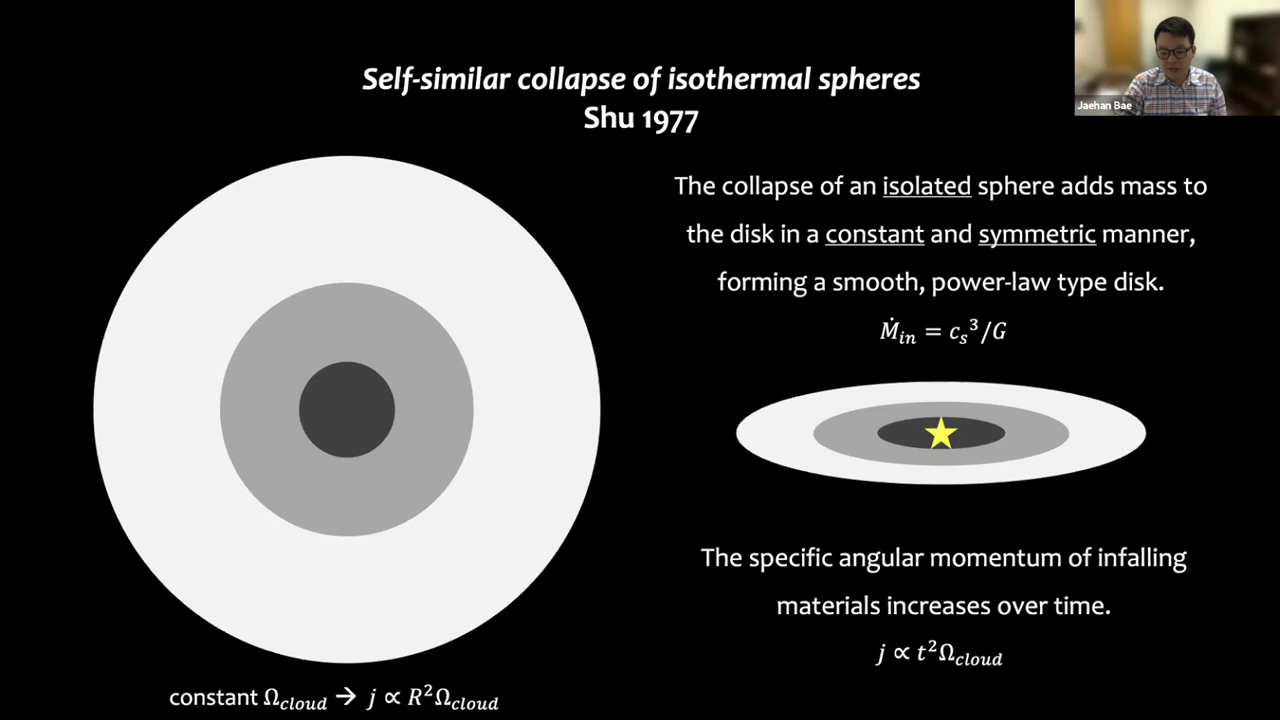 Self-similar collapse of isothermal spheres
Shu 1977
Jaehan Bae
The collapse of an isolated sphere adds mass to
the disk in a constant and symmetric manner,
forming a smooth, power-law type disk.
Ṁ_in = c_s³/G
The specific angular momentum of infalling
materials increases over time.
j ∝ t²Ω_cloud
constant Ω_cloud → j ∝ R²Ω_cloud